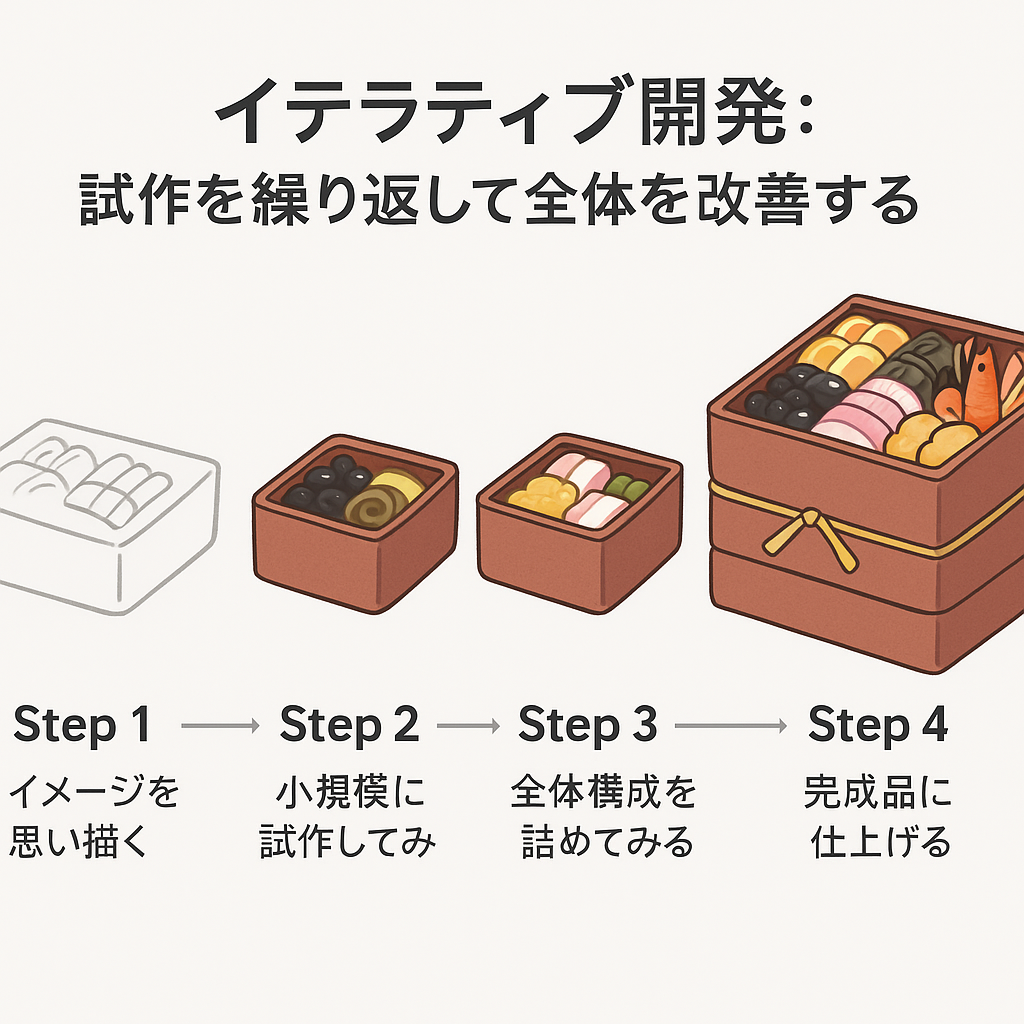 イテラティブ開発:
試作を繰り返して全体を改善する
Step 1
イメージを
思い描く
Step 2
小規模に
試作してみ
Step 3
全体構成を
詰めてみる
Step 4
完成品に
仕上げる